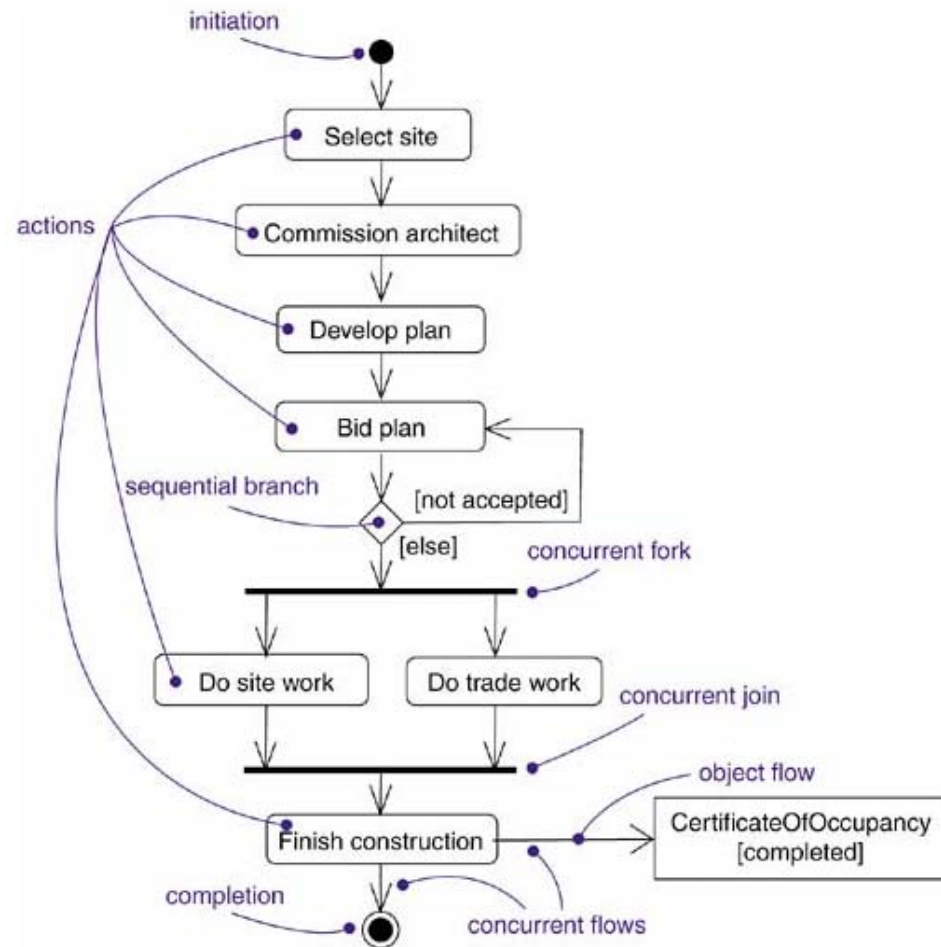 initiation
Select site
actions
Commission architect
Develop plan
Bid plan
sequential branch
[not accepted]
[else]
concurrent fork
Do site work
Do trade work
concurrent join
object flow
CertificateOfOccupancy
[completed]
Finish construction
completion
concurrent flows